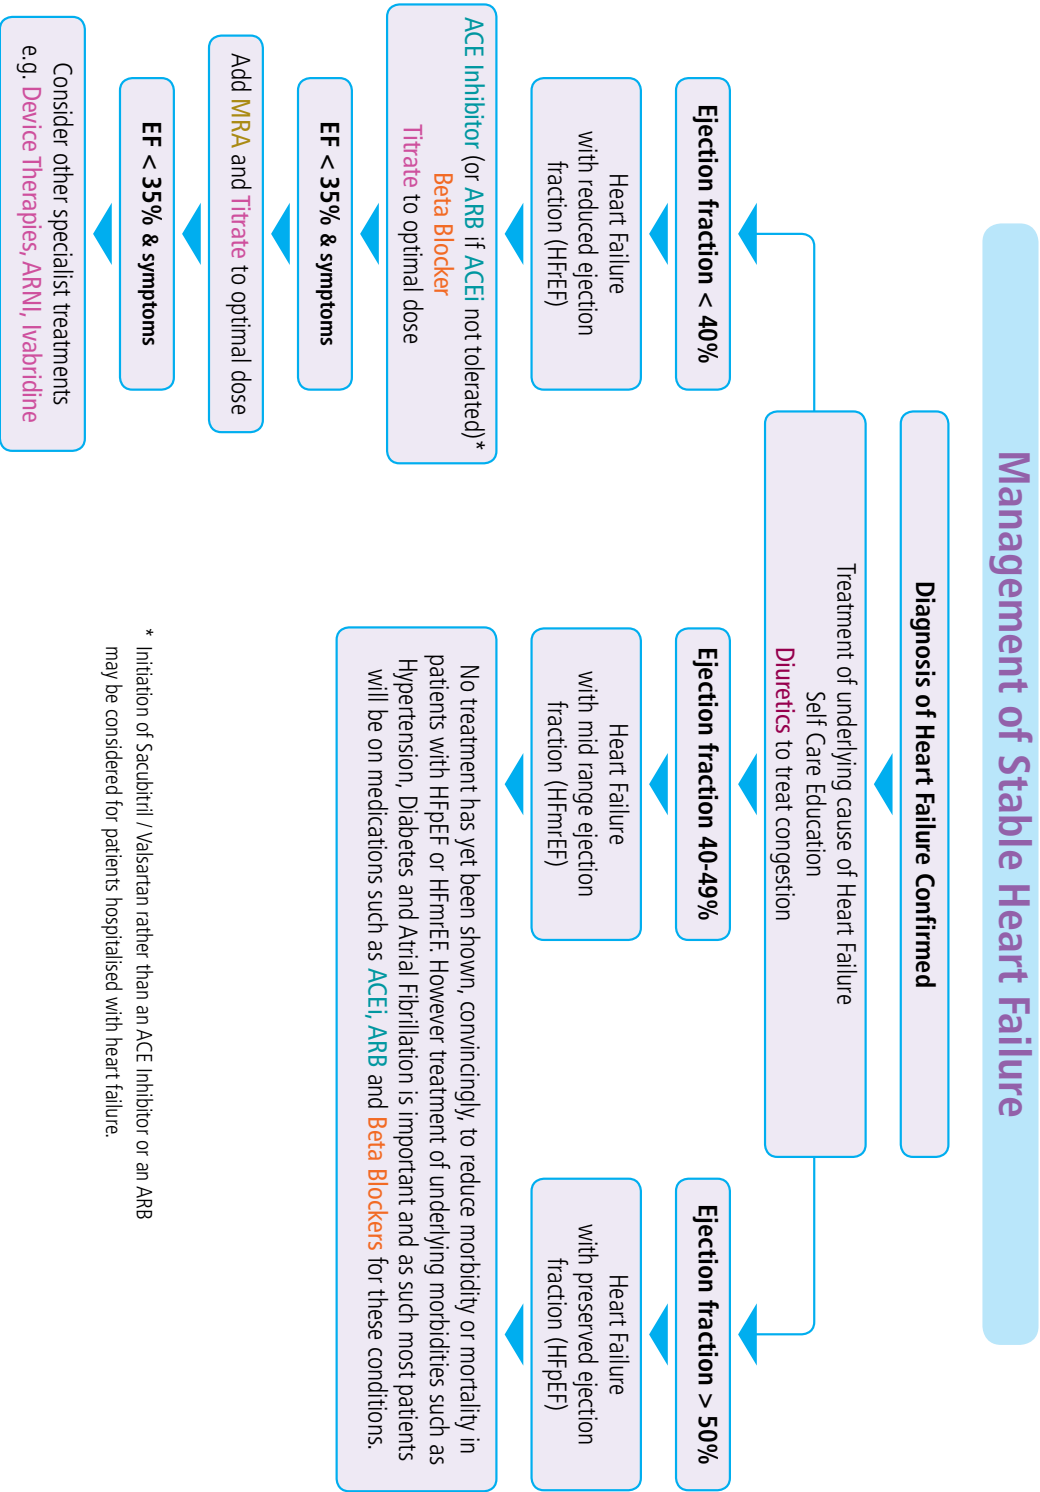 Management of Stable Heart Failure
Diagnosis of Heart Failure Confirmed
Treatment of underlying cause of Heart Failure
Self Care Education
Diuretics to treat congestion
Ejection fraction < 40%
Heart Failure
with reduced ejection
fraction (HFrEF)
ACE Inhibitor (or ARB if ACEi not tolerated)*
Beta Blocker
Titrate to optimal dose
EF < 35% & symptoms
Add MRA and Titrate to optimal dose
EF < 35% & symptoms
Consider other specialist treatments
e.g. Device Therapies, ARNI, Ivabridine
Ejection fraction 40-49%
Heart Failure
with mid range ejection
fraction (HFmrEF)
Ejection fraction > 50%
Heart Failure
with preserved ejection
fraction (HFpEF)
No treatment has yet been shown, convincingly, to reduce morbidity or mortality in
patients with HFpEF or HFmrEF. However treatment of underlying morbidities such as
Hypertension, Diabetes and Atrial Fibrillation is important and as such most patients
will be on medications such as ACEi, ARB and Beta Blockers for these conditions.
* Initiation of Sacubitril / Valsartan rather than an ACE Inhibitor or an ARB
may be considered for patients hospitalised with heart failure.